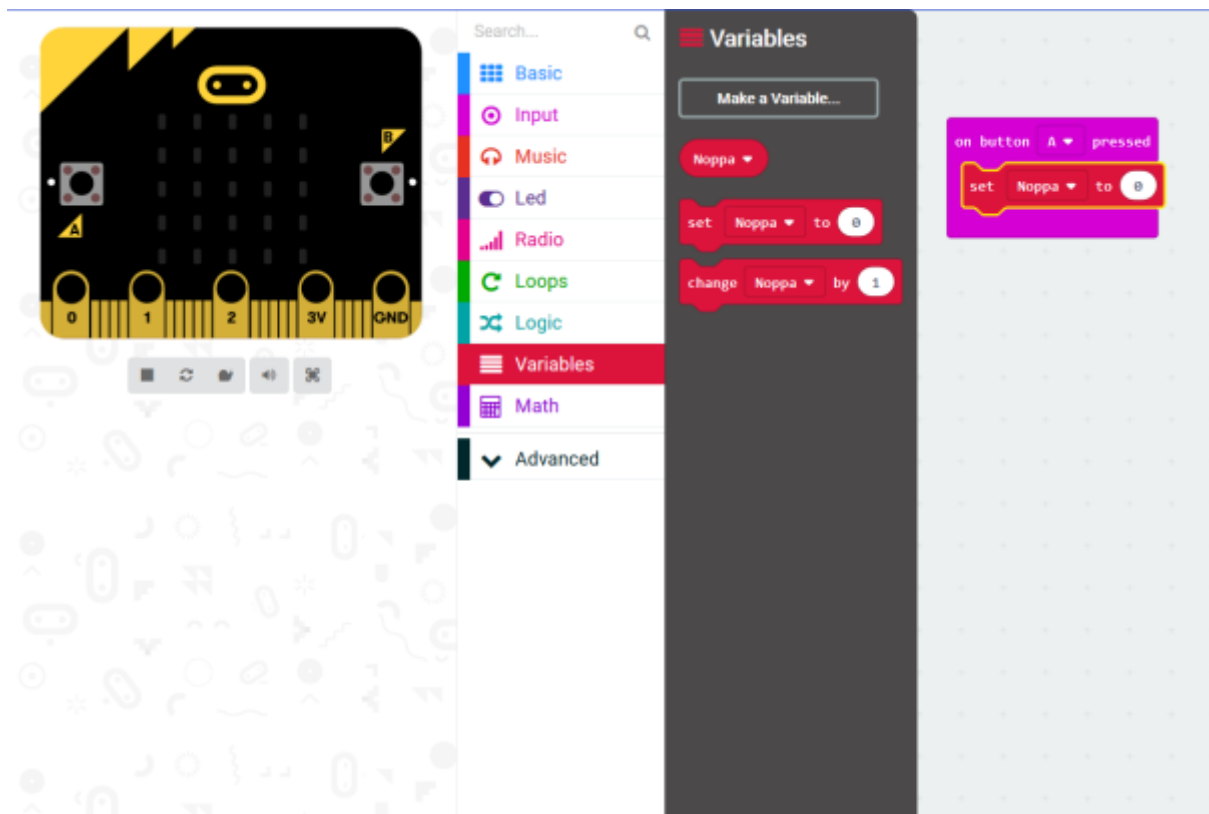 A
B
0 1 2 3V GND
Search...
Basic
Input
Music
Led
Radio
Loops
Logic
Variables
Math
Advanced
Variables
Make a Variable...
Noppa
set Noppa to 0
change Noppa by 1
on button A pressed
set Noppa to 0